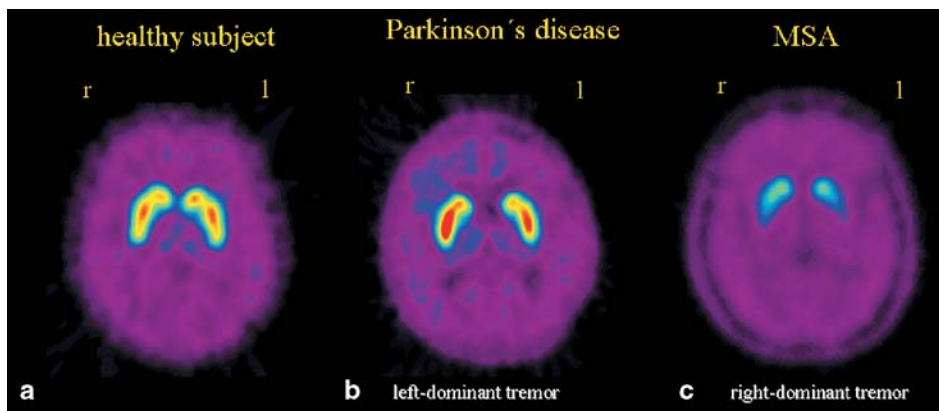 healthy subject
Parkinson´s disease
MSA
r l
r l
r l
a
b left-dominant tremor
c right-dominant tremor